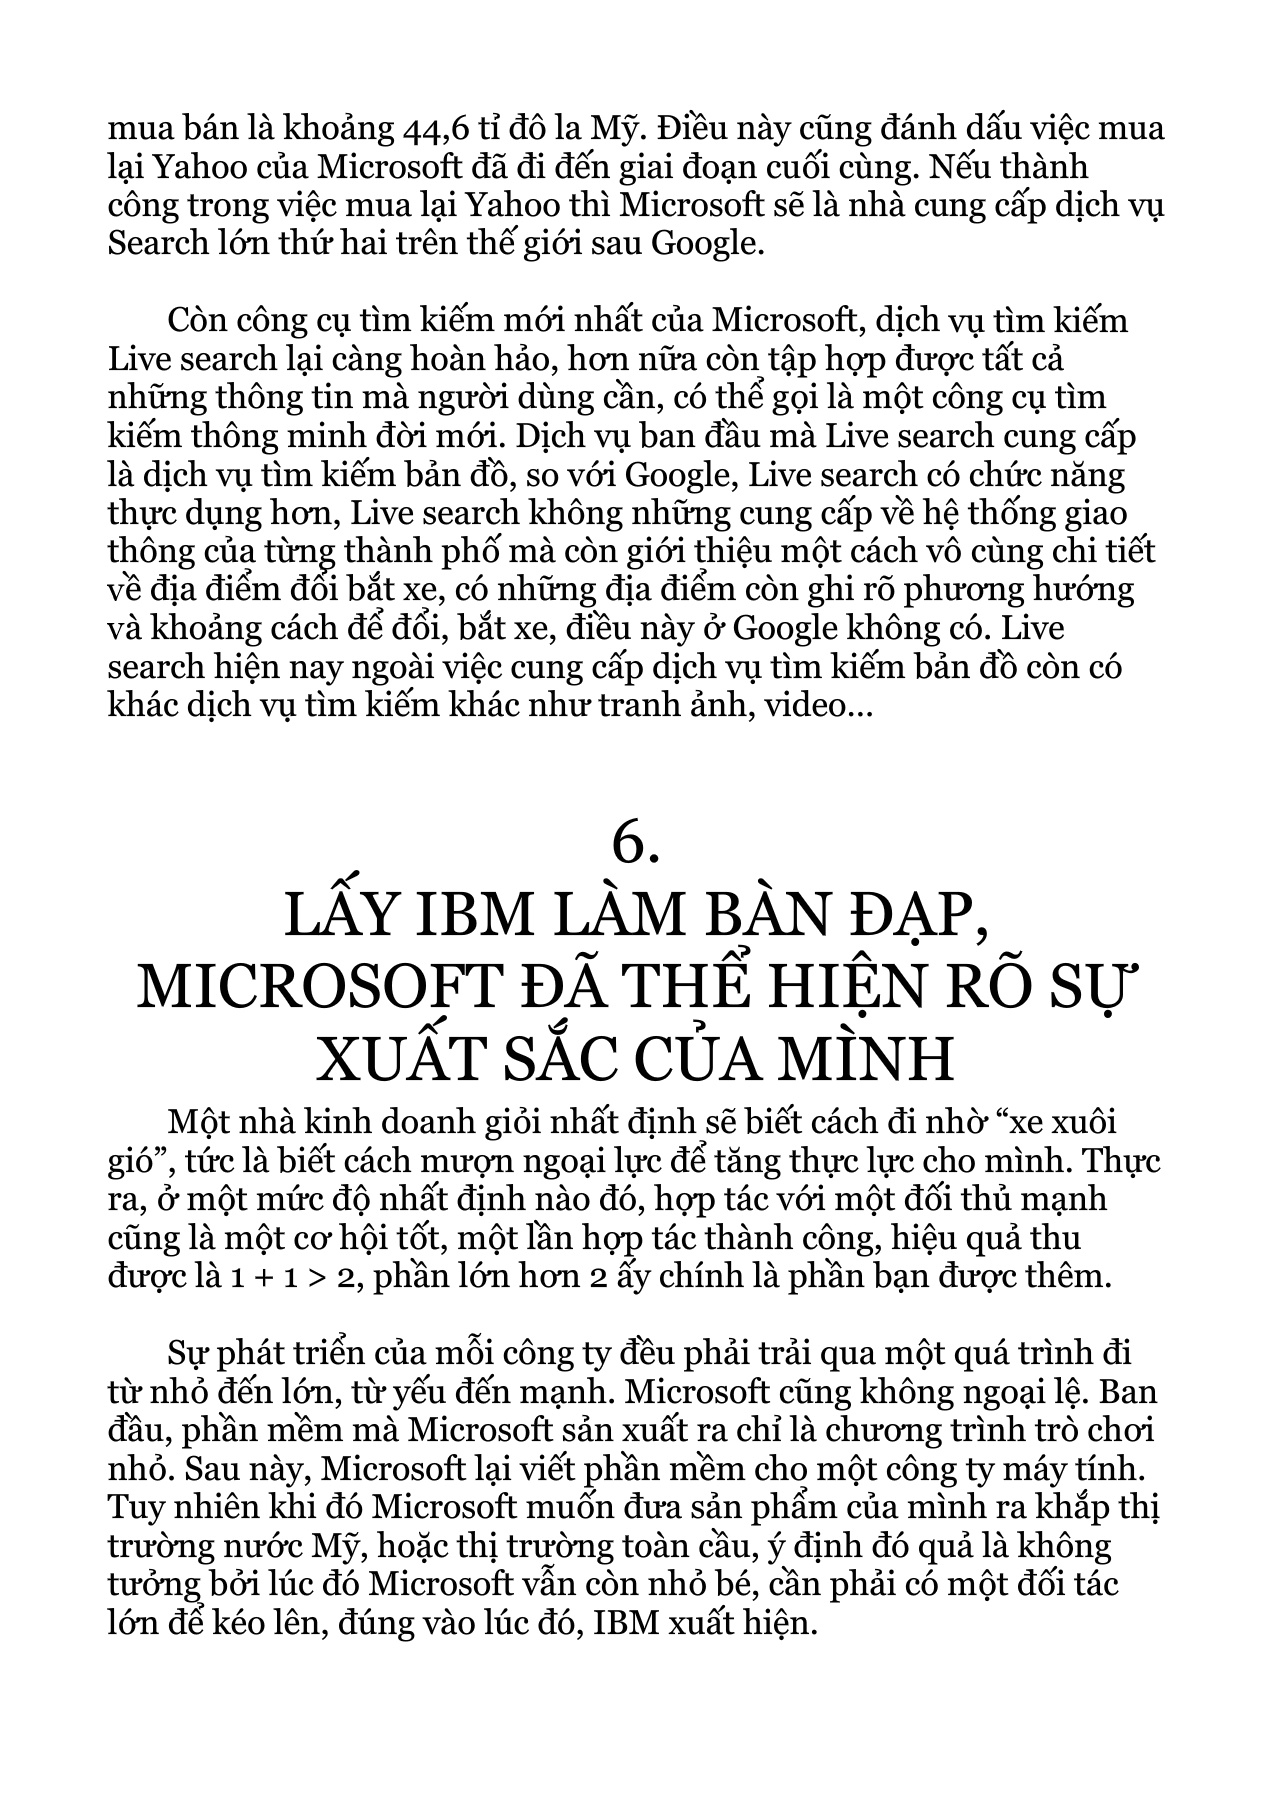 mua bán là khoảng 44,6 tỉ đô la Mỹ. Điều này cũng đánh dấu việc mua
lại Yahoo của Microsoft đã đi đến giai đoạn cuối cùng. Nếu thành
công trong việc mua lại Yahoo thì Microsoft sẽ là nhà cung cấp dịch vụ
Search lớn thứ hai trên thế giới sau Google.
Còn công cụ tìm kiếm mới nhất của Microsoft, dịch vụ tìm kiếm
Live search lại càng hoàn hảo, hơn nữa còn tập hợp được tất cả
những thông tin mà người dùng cần, có thể gọi là một công cụ tìm
kiếm thông minh đời mới. Dịch vụ ban đầu mà Live search cung cấp
là dịch vụ tìm kiếm bản đồ, so với Google, Live search có chức năng
thực dụng hơn, Live search không những cung cấp về hệ thống giao
thông của từng thành phố mà còn giới thiệu một cách vô cùng chi tiết
về địa điểm đổi bắt xe, có những địa điểm còn ghi rõ phương hướng
và khoảng cách để đổi, bắt xe, điều này ở Google không có. Live
search hiện nay ngoài việc cung cấp dịch vụ tìm kiếm bản đồ còn có
khác dịch vụ tìm kiếm khác như tranh ảnh, video...
6.
LẤY IBM LÀM BÀN ĐẠP,
MICROSOFT ĐÃ THỂ HIỆN RÕ SỰ
XUẤT SẮC CỦA MÌNH
Một nhà kinh doanh giỏi nhất định sẽ biết cách đi nhờ “xe xuôi
gió”, tức là biết cách mượn ngoại lực để tăng thực lực cho mình. Thực
ra, ở một mức độ nhất định nào đó, hợp tác với một đối thủ mạnh
cũng là một cơ hội tốt, một lần hợp tác thành công, hiệu quả thu
được là 1 + 1 > 2, phần lớn hơn 2 ấy chính là phần bạn được thêm.
Sự phát triển của mỗi công ty đều phải trải qua một quá trình đi
từ nhỏ đến lớn, từ yếu đến mạnh. Microsoft cũng không ngoại lệ. Ban
đầu, phần mềm mà Microsoft sản xuất ra chỉ là chương trình trò chơi
nhỏ. Sau này, Microsoft lại viết phần mềm cho một công ty máy tính.
Tuy nhiên khi đó Microsoft muốn đưa sản phẩm của mình ra khắp thị
trường nước Mỹ, hoặc thị trường toàn cầu, ý định đó quả là không
tưởng bởi lúc đó Microsoft vẫn còn nhỏ bé, cần phải có một đối tác
lớn để kéo lên, đúng vào lúc đó, IBM xuất hiện.